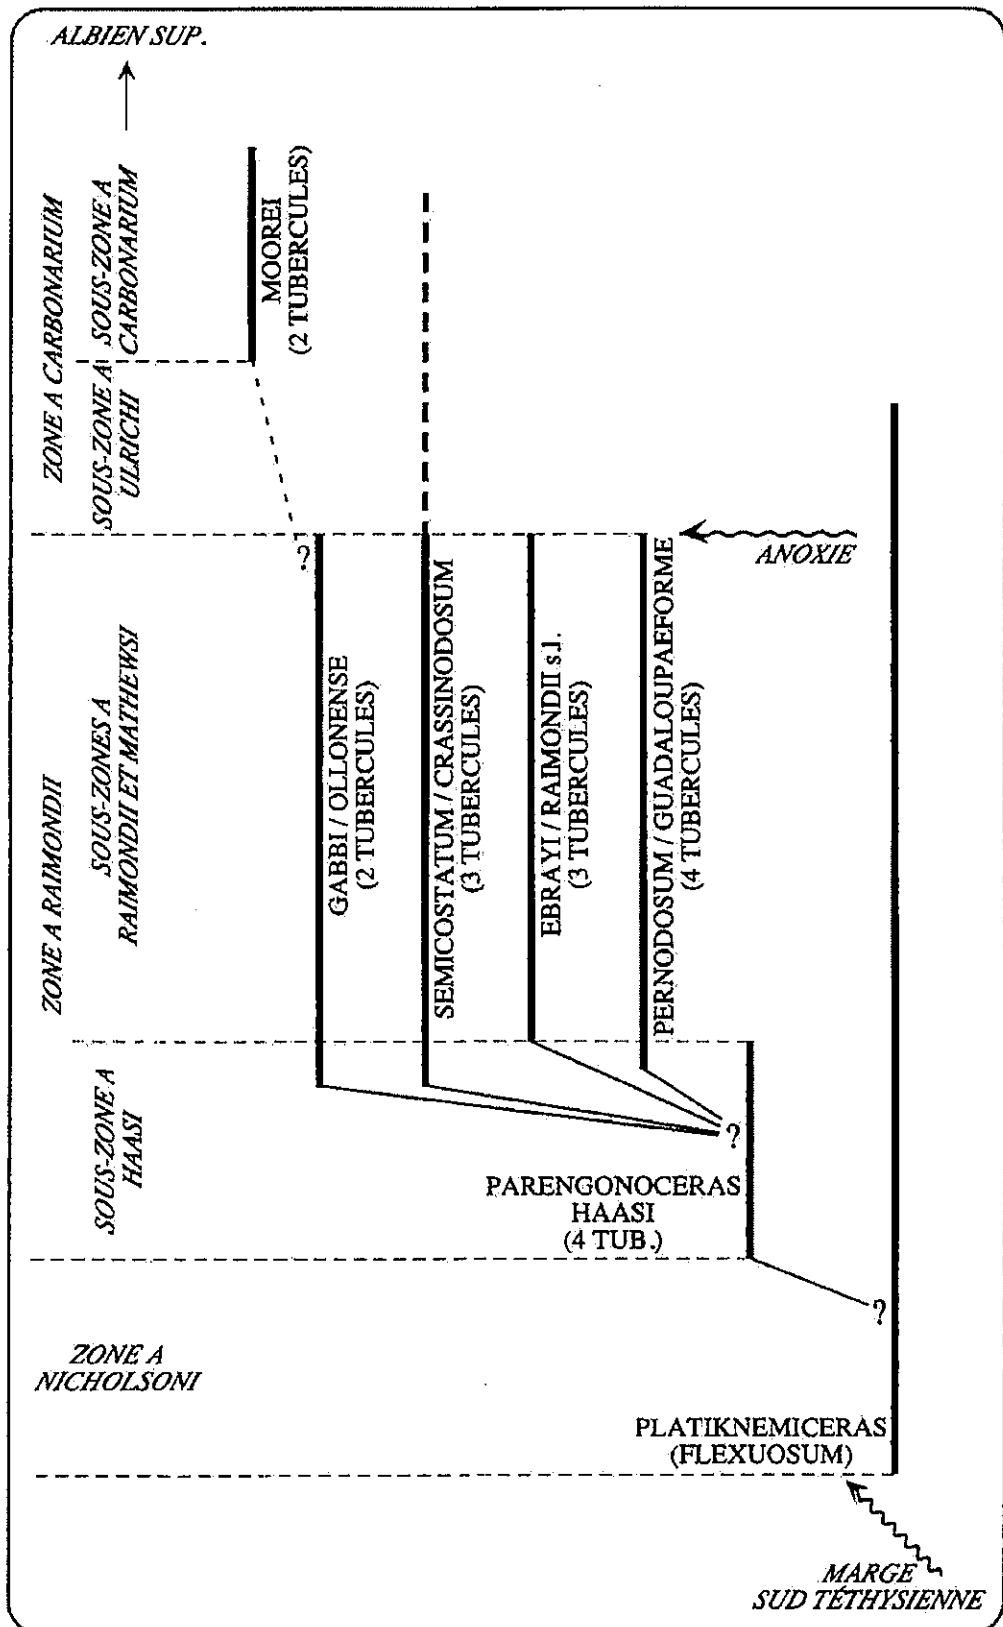 ALBIEN SUP.
ZONE A CARBONARIUM
SOUS-ZONE A
CARBONARIUM
SOUS-ZONE A
ULRICHI
MOOREI
(2 TUBERCULES)
ZONE A RAIMONDII
SOUS-ZONES A
RAIMONDII ET MATHEWSI
?
GABBI / OLLONENSE
(2 TUBERCULES)
SEMICOSTATUM / CRASSINODOSUM
(3 TUBERCULES)
EBRAYI / RAIMONDII s.l.
(3 TUBERCULES)
PERNODOSUM / GUADALOUPAEFORME
(4 TUBERCULES)
ANOXIE
SOUS-ZONE A
HAASI
?
PARENGONOCERAS
HAASI
(4 TUB.)
?
ZONE A
NICHOLSONI
PLATIKNEMICERAS
(FLEXUOSUM)
MARGE
SUD TÉTHYSIENNE